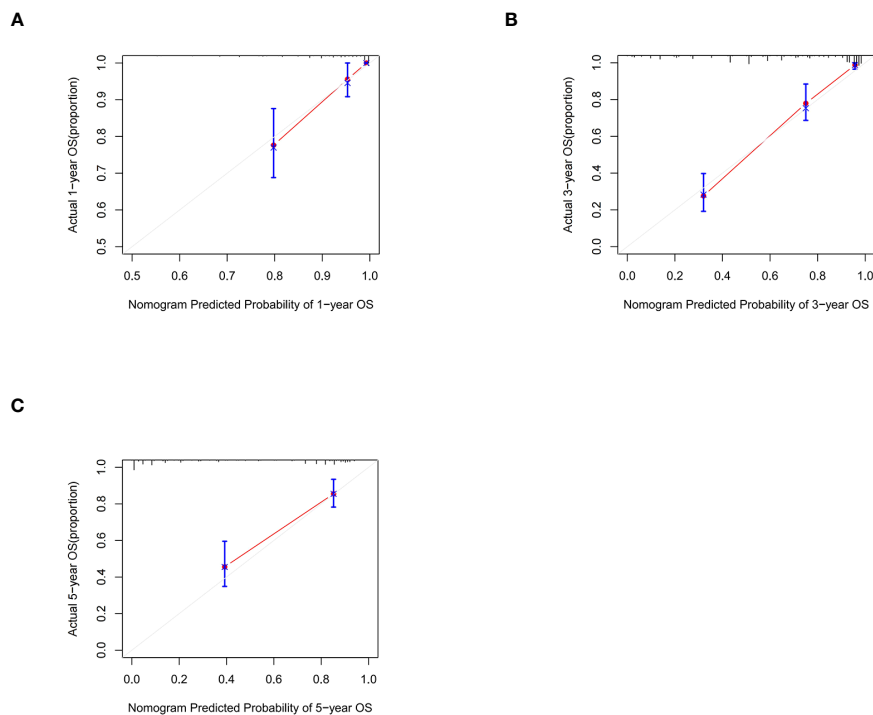 A
Actual 1−year OS(proportion)
1.0
0.9
0.8
0.7
0.6
0.5
0.5 0.6 0.7 0.8 0.9 1.0
Nomogram Predicted Probability of 1−year OS
B
Actual 3−year OS(proportion)
1.0
0.8
0.6
0.4
0.2
0.0
0.0 0.2 0.4 0.6 0.8 1.0
Nomogram Predicted Probability of 3−year OS
C
Actual 5−year OS(proportion)
1.0
0.8
0.6
0.4
0.2
0.0
0.0 0.2 0.4 0.6 0.8 1.0
Nomogram Predicted Probability of 5−year OS